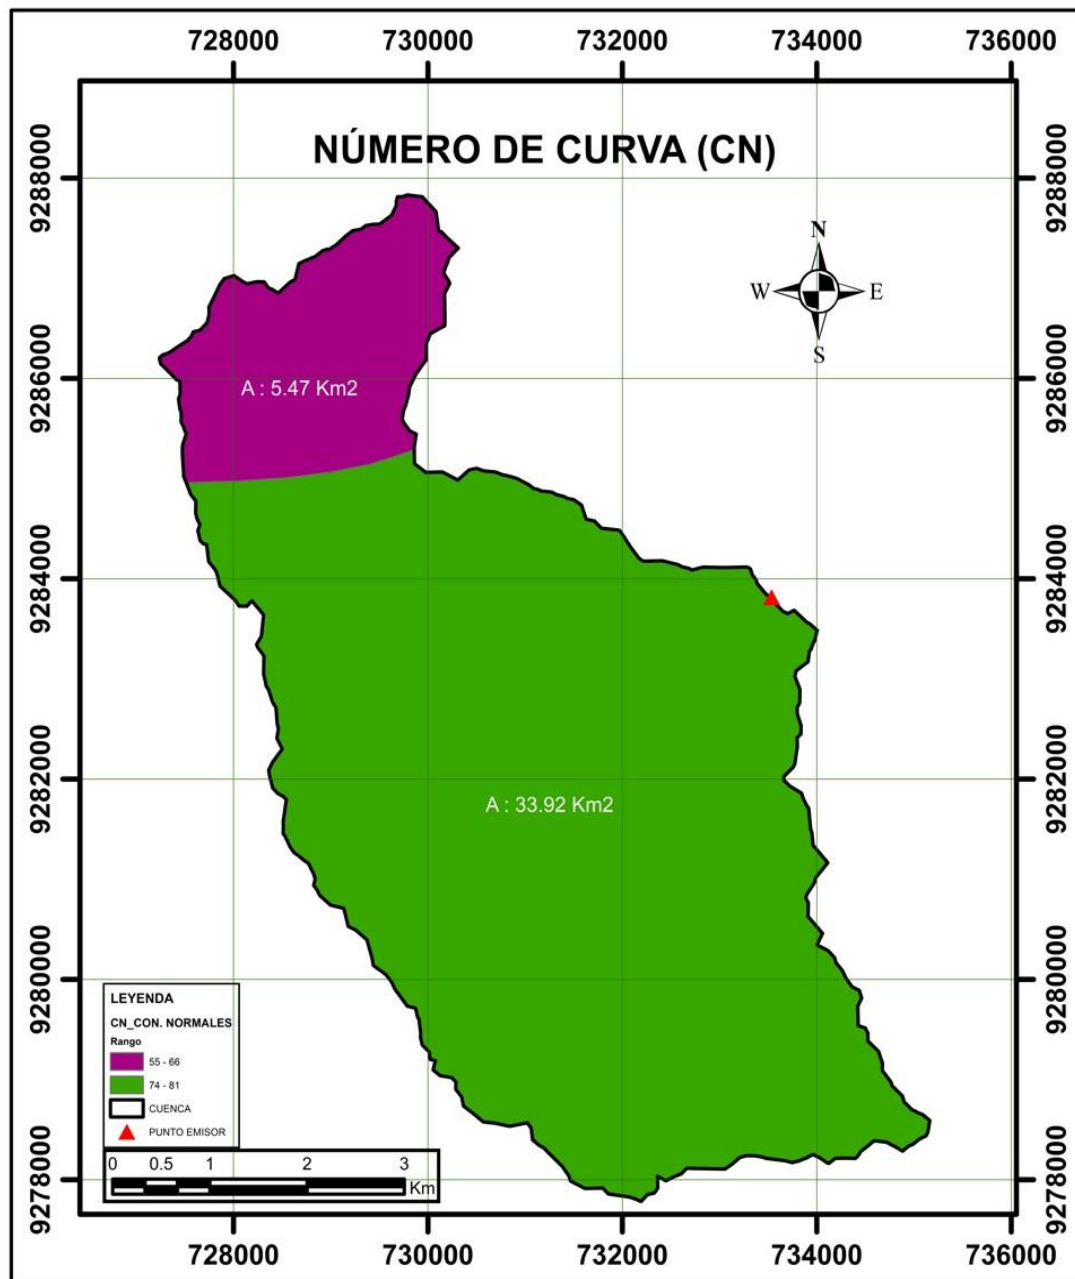 728000 730000 732000 734000 736000
NÚMERO DE CURVA (CN)
9288000 9288000
N
W E
S
9286000 9286000
A : 5.47 Km2
9284000 9284000
9282000 9282000
A : 33.92 Km2
9280000 9280000
LEYENDA
CN_CON. NORMALES
Rango
55 - 66
74 - 81
CUENCA
PUNTO EMISOR
0 0.5 1 2 3
Km
9278000 9278000
728000 730000 732000 734000 736000